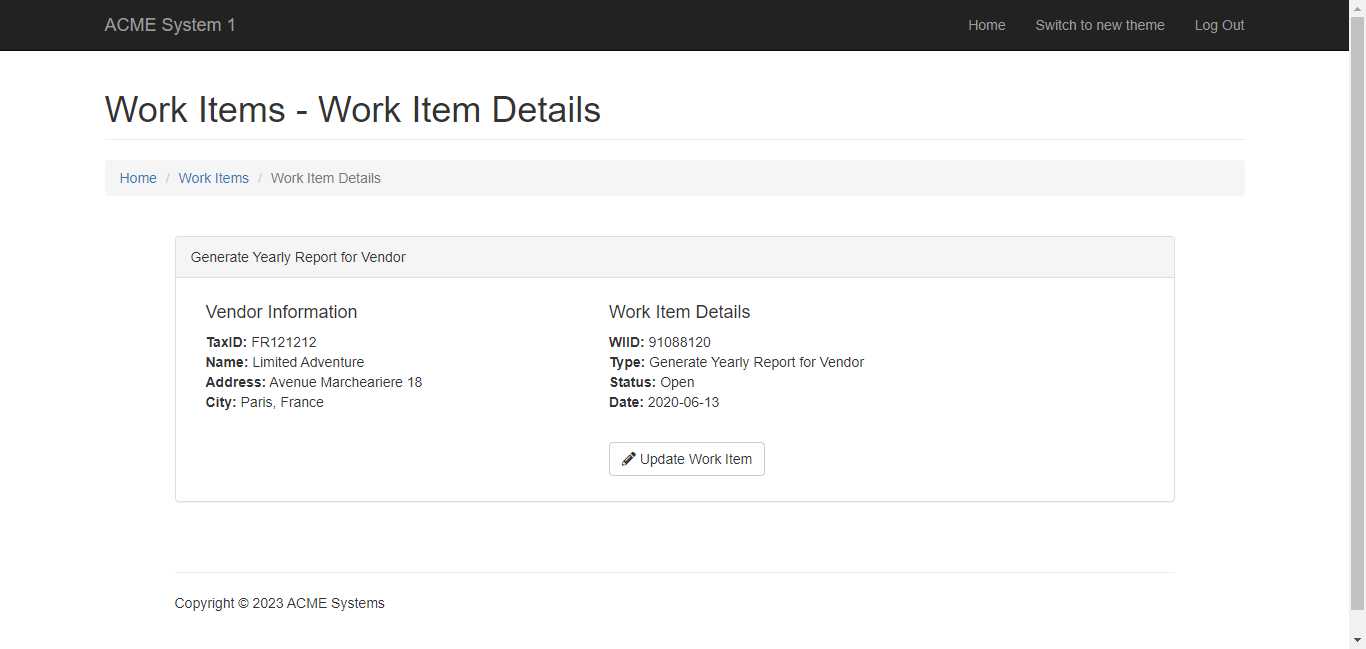 ACME System 1
Home Switch to new theme Log Out
Work Items - Work Item Details
Home / Work Items / Work Item Details
Generate Yearly Report for Vendor
Vendor Information
TaxID: FR121212
Name: Limited Adventure
Address: Avenue Marcheariere 18
City: Paris, France
Work Item Details
WIID: 91088120
Type: Generate Yearly Report for Vendor
Status: Open
Date: 2020-06-13
Update Work Item
Copyright © 2023 ACME Systems